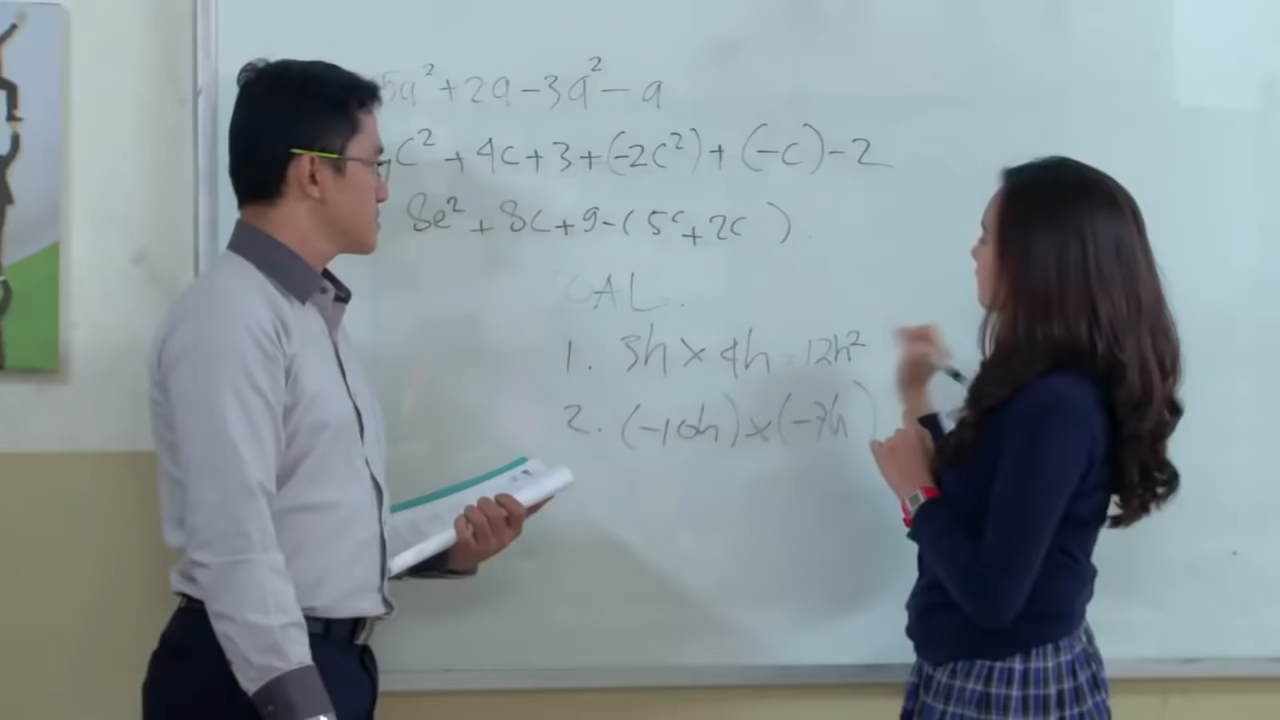 5a² + 2a - 3a² - a
c² + 4c + 3 + (-2c²) + (-c) - 2
8e² + 8c + 9 - (5c + 2c )
CAL.
1. 3h × 4h = 12h²
2. (-10h) × (-7h)